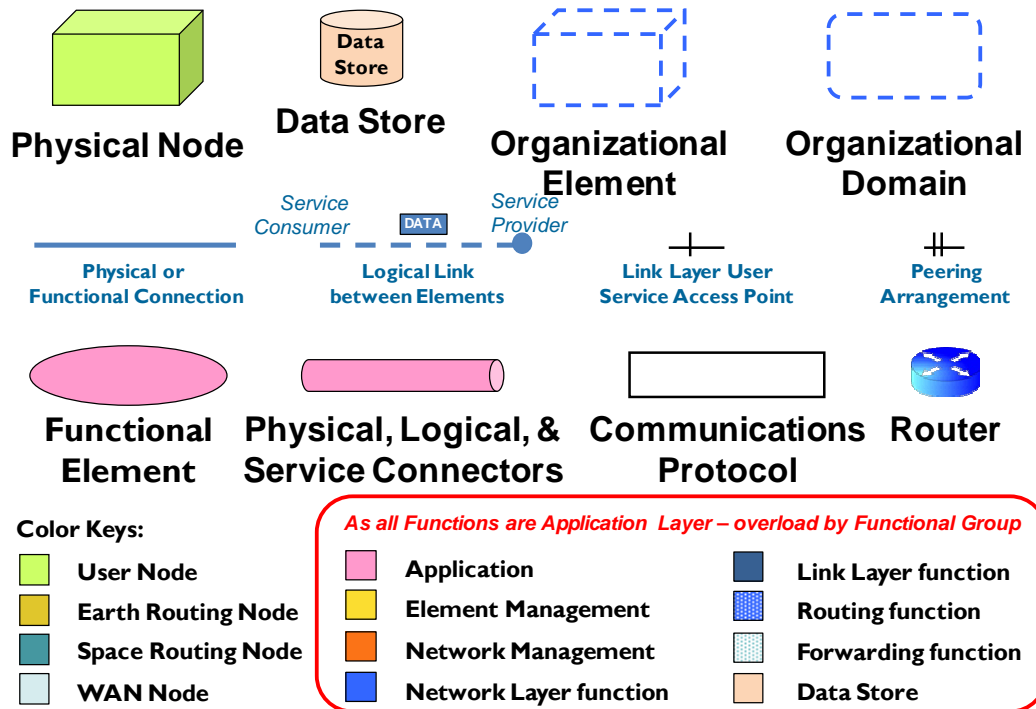 Data
Store
Physical Node
Data Store
Organizational
Element
Organizational
Domain
Service
Consumer
DATA
Service
Provider
Physical or
Functional Connection
Logical Link
between Elements
Link Layer User
Service Access Point
Peering
Arrangement
Functional
Element
Physical, Logical, &
Service Connectors
Communications
Protocol
Router
Color Keys:
User Node
Earth Routing Node
Space Routing Node
WAN Node
As all Functions are Application Layer – overload by Functional Group
Application
Element Management
Network Management
Network Layer function
Link Layer function
Routing function
Forwarding function
Data Store